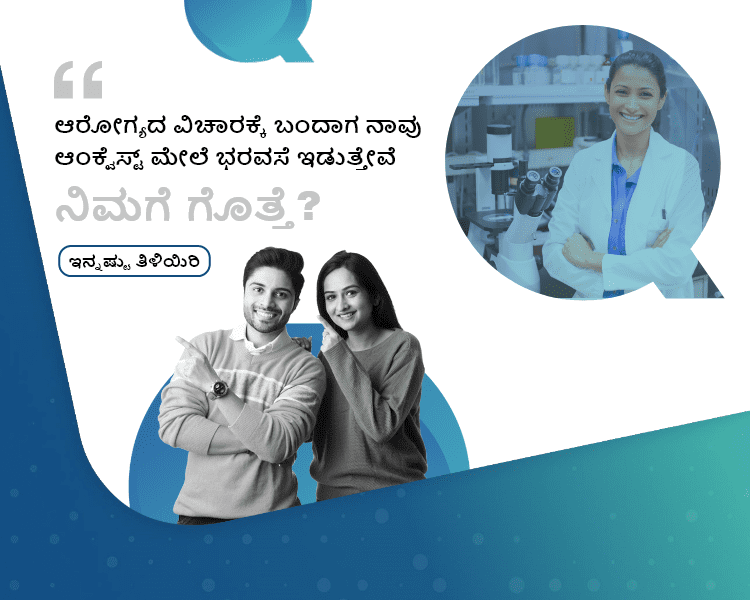 ಆರೋಗ್ಯದ ವಿಚಾರಕ್ಕೆ ಬಂದಾಗ ನಾವು
ಆಂಕ್ವೆಸ್ಟ್ ಮೇಲೆ ಭರವಸೆ ಇಡುತ್ತೇವೆ
ನಿಮಗೆ ಗೊತ್ತೆ?
ಇನ್ನಷ್ಟು ತಿಳಿಯಿರಿ